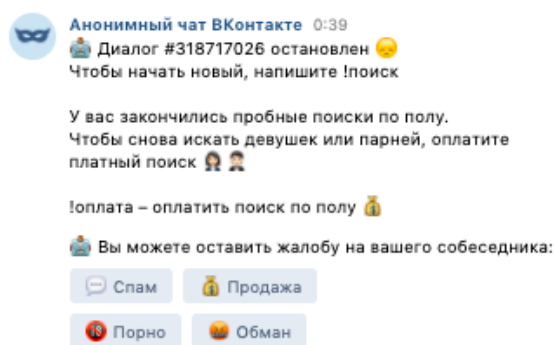 Анонимный чат ВКонтакте 0:39
🤖 Диалог #318717026 остановлен 😞
Чтобы начать новый, напишите !поиск
У вас закончились пробные поиски по полу.
Чтобы снова искать девушек или парней, оплатите
платный поиск 👩‍💼 🤵
!оплата – оплатить поиск по полу 💰
🤖 Вы можете оставить жалобу на вашего собеседника:
💬 Спам 💰 Продажа
🔞 Порно 🤬 Обман